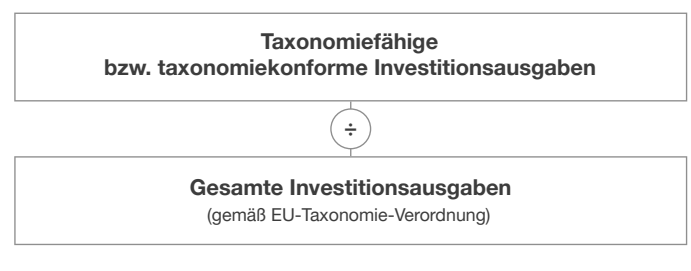 Taxonomiefähige
bzw. taxonomiekonforme Investitionsausgaben
÷
Gesamte Investitionsausgaben
(gemäß EU-Taxonomie-Verordnung)